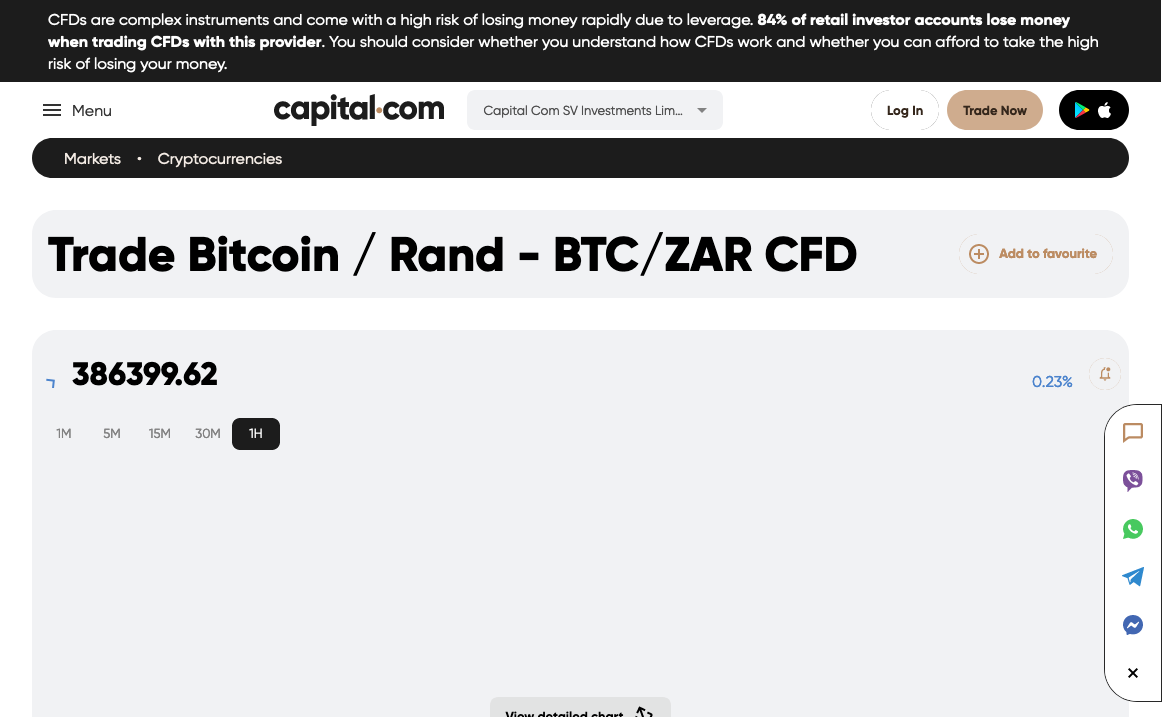 CFDs are complex instruments and come with a high risk of losing money rapidly due to leverage. 84% of retail investor accounts lose money
when trading CFDs with this provider. You should consider whether you understand how CFDs work and whether you can afford to take the high
risk of losing your money.
Menu
capital.com
Capital Com SV Investments Lim...
Log In
Trade Now
Markets • Cryptocurrencies
Trade Bitcoin / Rand - BTC/ZAR CFD
Add to favourite
386399.62
0.23%
1M 5M 15M 30M 1H
View detailed chart